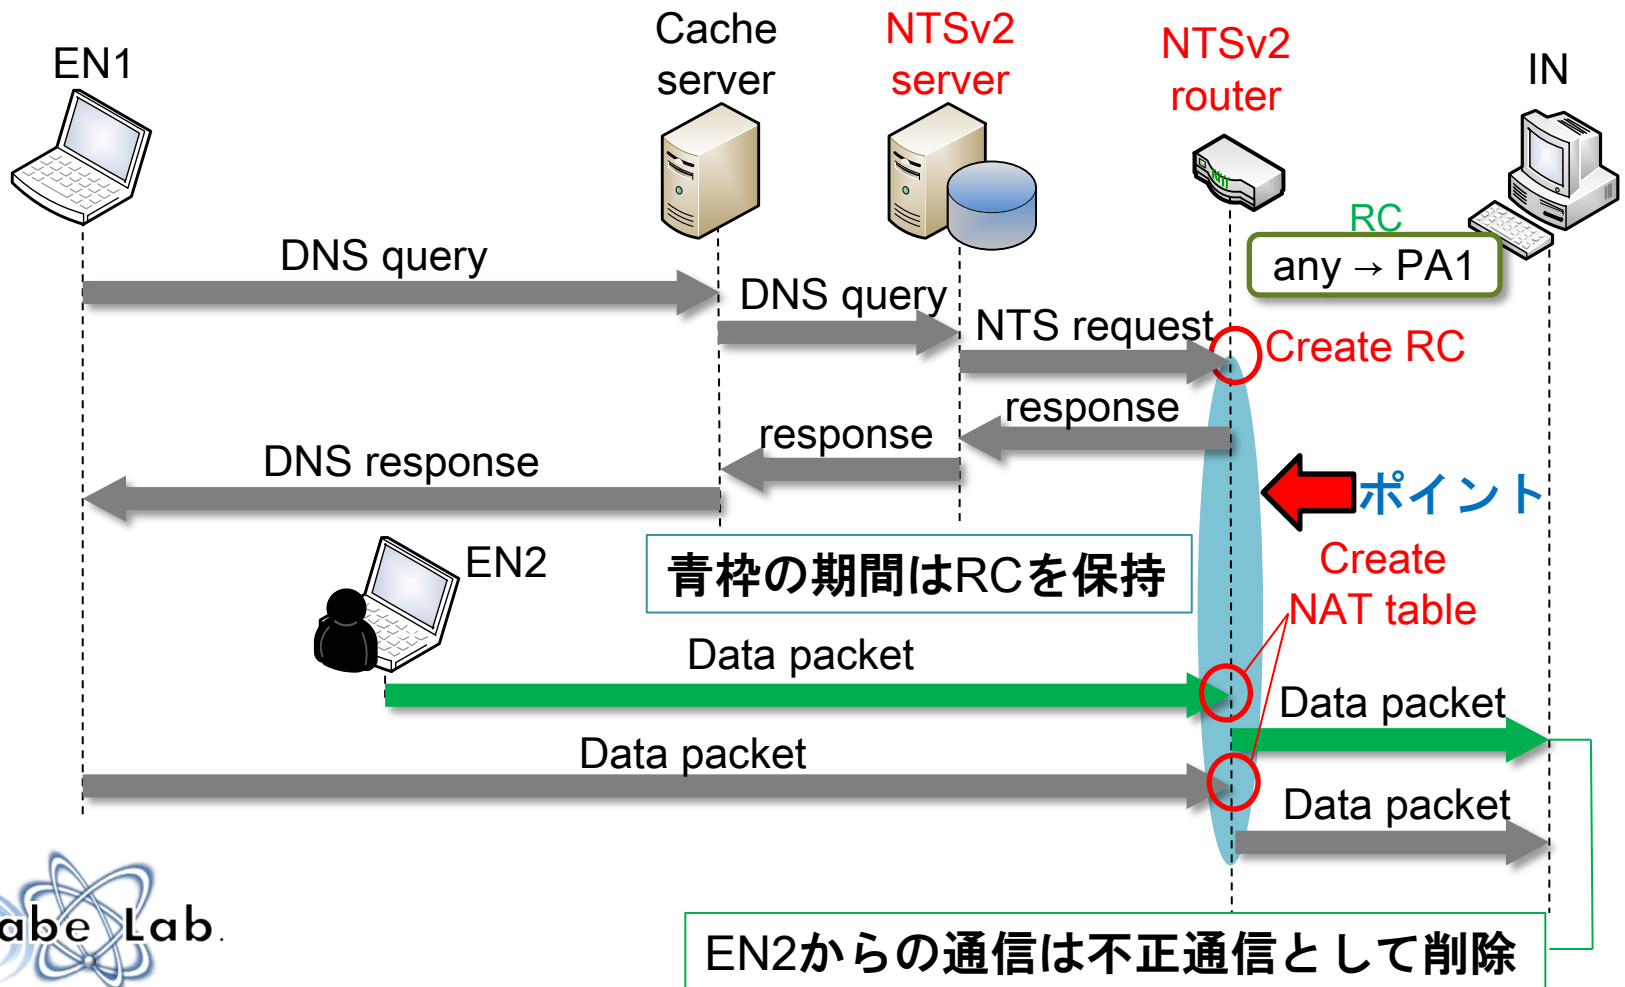 EN1
Cache
server
NTSv2
server
NTSv2
router
IN
RC
any → PA1
DNS query
DNS query
NTS request
Create RC
response
response
DNS response
ポイント
EN2
青枠の期間はRCを保持
Create
NAT table
Data packet
Data packet
Data packet
Data packet
abe Lab.
EN2からの通信は不正通信として削除